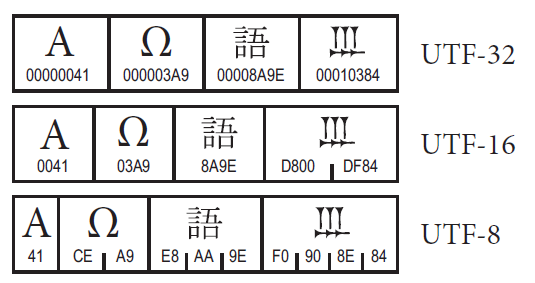 A Ω 語 𐎄
00000041 000003A9 00008A9E 00010384
UTF-32
A Ω 語 𐎄
0041 03A9 8A9E D800 DF84
UTF-16
A Ω 語 𐎄
41 CE A9 E8 AA 9E F0 90 8E 84
UTF-8